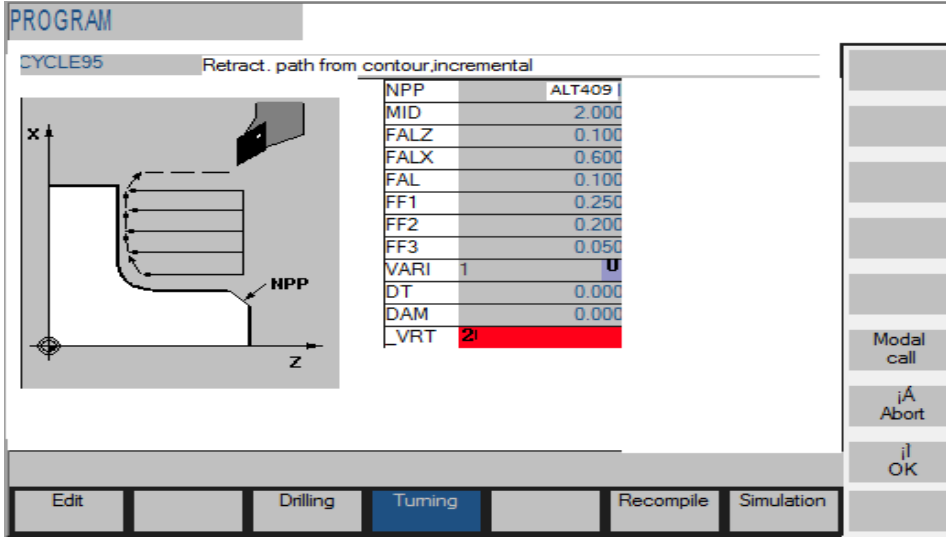 PROGRAM
CYCLE95 Retract. path from contour,incremental
NPP ALT409
MID 2.000
FALZ 0.100
FALX 0.600
FAL 0.100
FF1 0.250
FF2 0.200
FF3 0.050
VARI 1 U
DT 0.000
DAM 0.000
_VRT 2
X
NPP
Z
Modal
call
¡Á
Abort
¡Ì
OK
Edit Drilling Turning Recompile Simulation